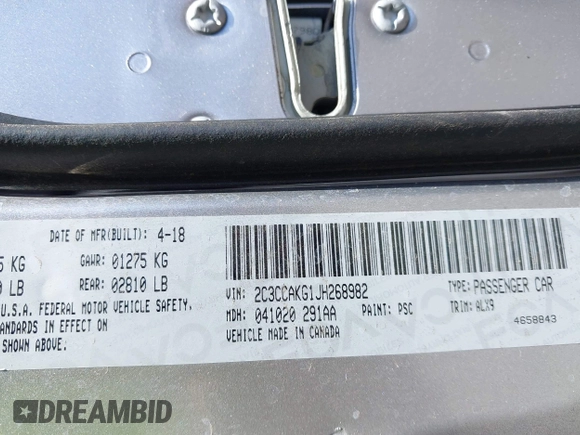 DATE OF MFR(BUILT): 4-18
5 KG GAWR: 01275 KG
LB REAR: 02810 LB
U.S.A. FEDERAL MOTOR VEHICLE SAFETY,
STANDARDS IN EFFECT ON
SHOWN ABOVE.
VIN: 2C3CCAKG1JH268982 TYPE: PASSENGER CAR
MDH: 041020 291AA PAINT: PSC TRIM: ALX9
VEHICLE MADE IN CANADA 4658843
DREAMBID